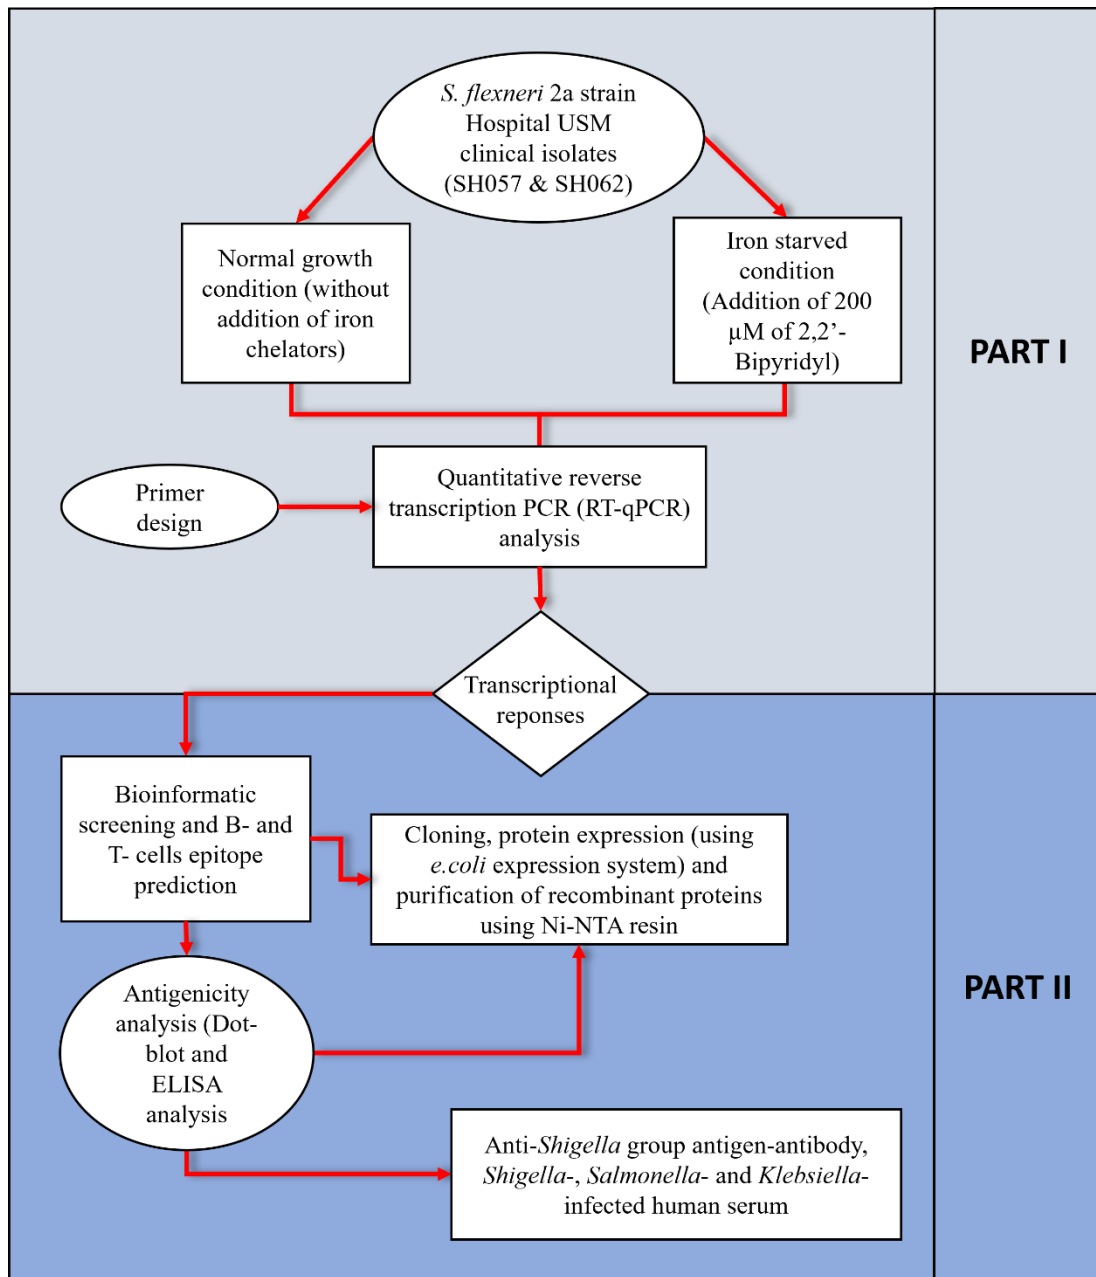 S. flexneri 2a strain
Hospital USM
clinical isolates
(SH057 & SH062)
Normal growth
condition (without
addition of iron
chelators)
Iron starved
condition
(Addition of 200
µM of 2,2’-
Bipyridyl)
PART I
Primer
design
Quantitative reverse
transcription PCR (RT-qPCR)
analysis
Transcriptional
reponses
Bioinformatic
screening and B- and
T- cells epitope
prediction
Cloning, protein expression (using
e.coli expression system) and
purification of recombinant proteins
using Ni-NTA resin
PART II
Antigenicity
analysis (Dot-
blot and
ELISA
analysis
Anti-Shigella group antigen-antibody,
Shigella-, Salmonella- and Klebsiella-
infected human serum